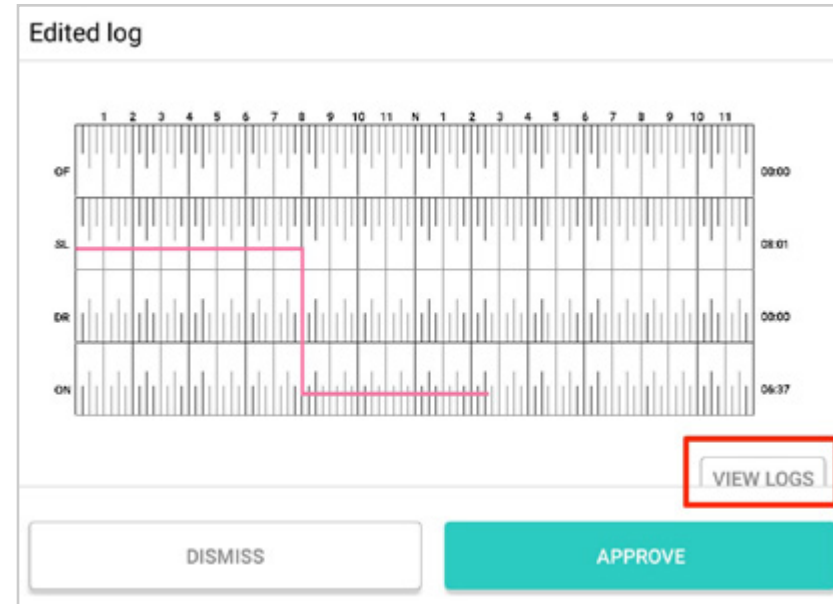 Edited log
1 2 3 4 5 6 7 8 9 10 11 N 1 2 3 4 5 6 7 8 9 10 11
OF 00:00
SL 08:01
DR 00:00
ON 06:37
VIEW LOGS
DISMISS APPROVE